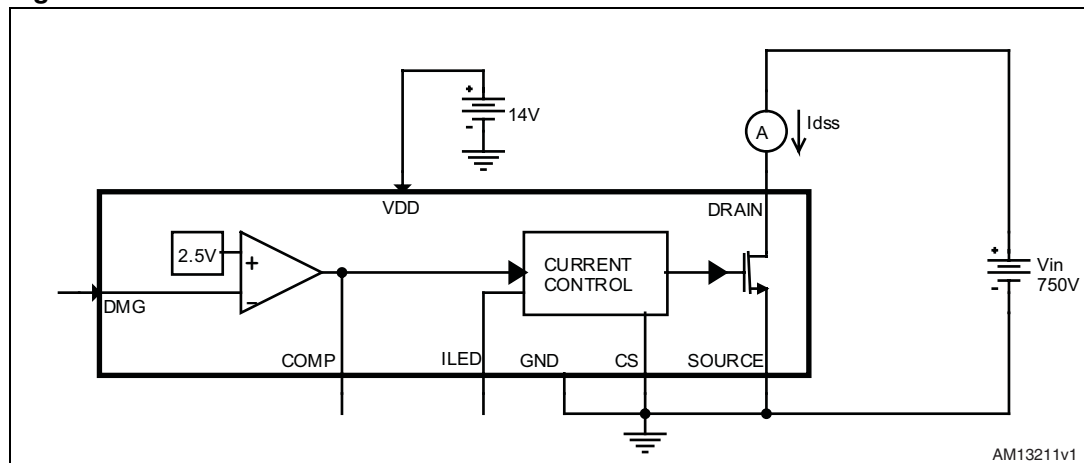 +
14V
-
A
Idss
VDD
DRAIN
2.5V
+
-
CURRENT
CONTROL
+
Vin
750V
-
DMG
COMP
ILED
GND
CS
SOURCE
AM13211v1